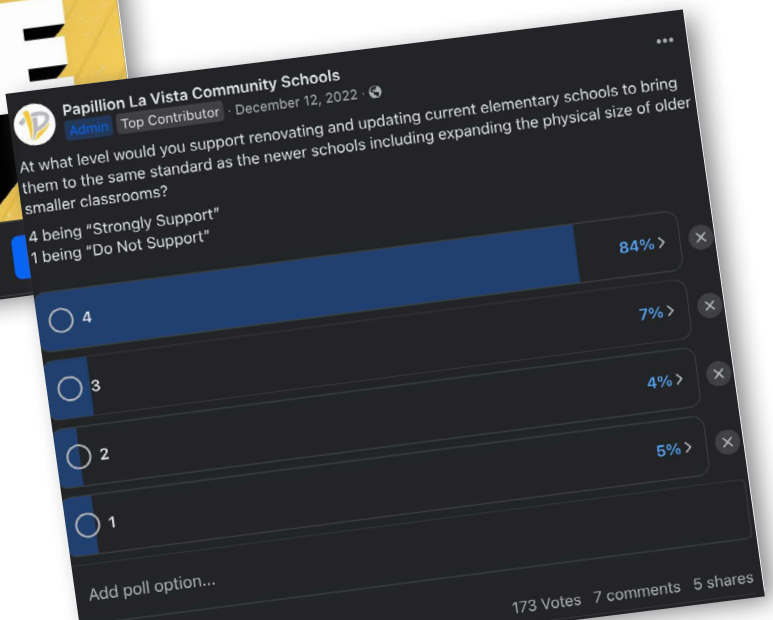 E
Papillion La Vista Community Schools
Admin Top Contributor · December 12, 2022 ·
At what level would you support renovating and updating current elementary schools to bring
them to the same standard as the newer schools including expanding the physical size of older
smaller classrooms?
4 being “Strongly Support”
1 being “Do Not Support”
4 84%
3 7%
2 4%
1 5%
Add poll option...
173 Votes 7 comments 5 shares